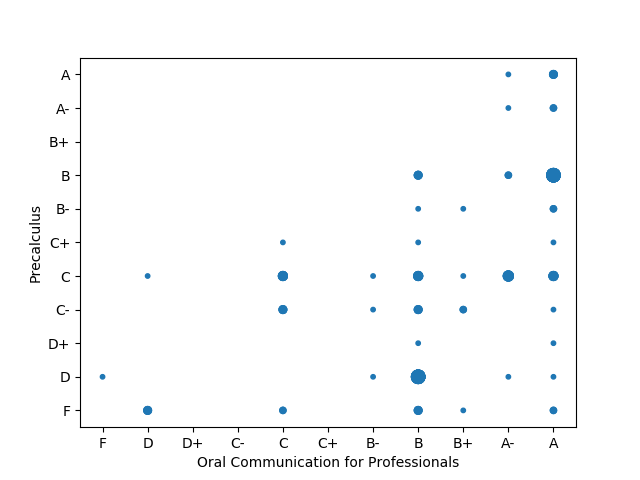 A
A-
B+
B
B-
C+
C
C-
D+
D
F
Precalculus
F D D+ C- C C+ B- B B+ A- A
Oral Communication for Professionals